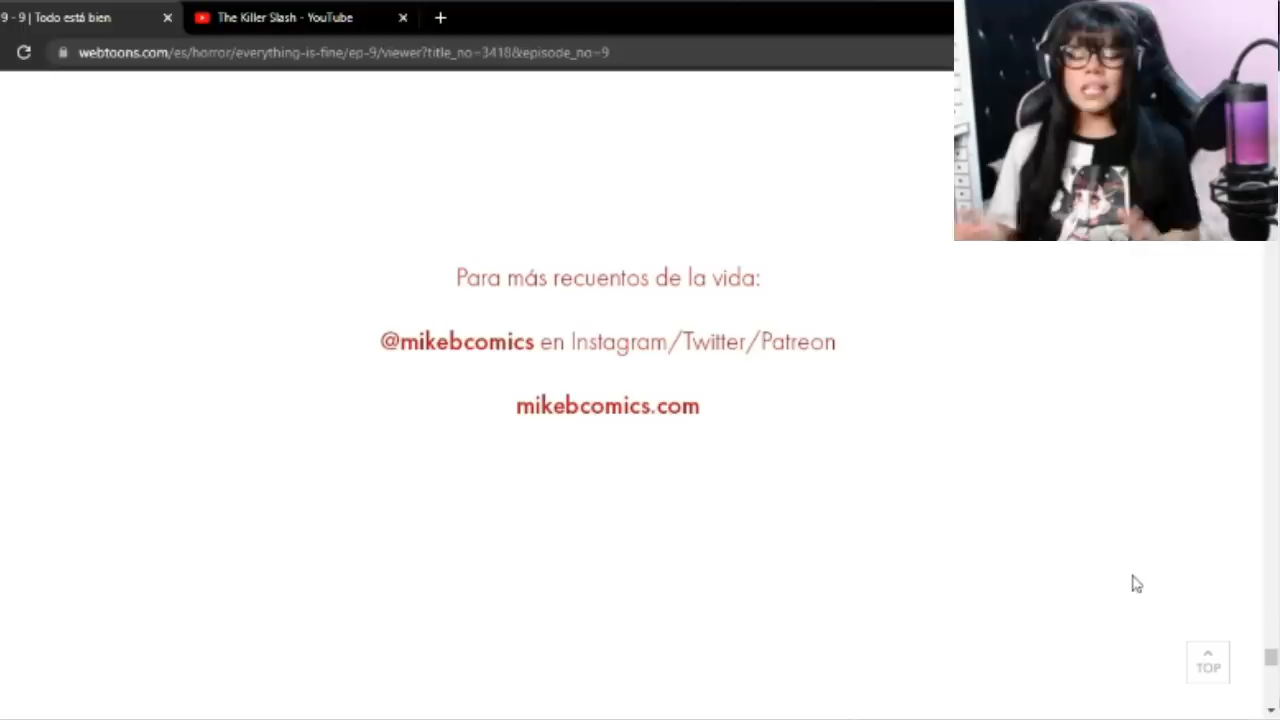 9 - 9 | Todo está bien
The Killer Slash - YouTube
webtoons.com/es/horror/everything-is-fine/ep-9/viewer?title_no=3418&episode_no=9
Para más recuentos de la vida:
@mikebcomics en Instagram/Twitter/Patreon
mikebcomics.com
TOP